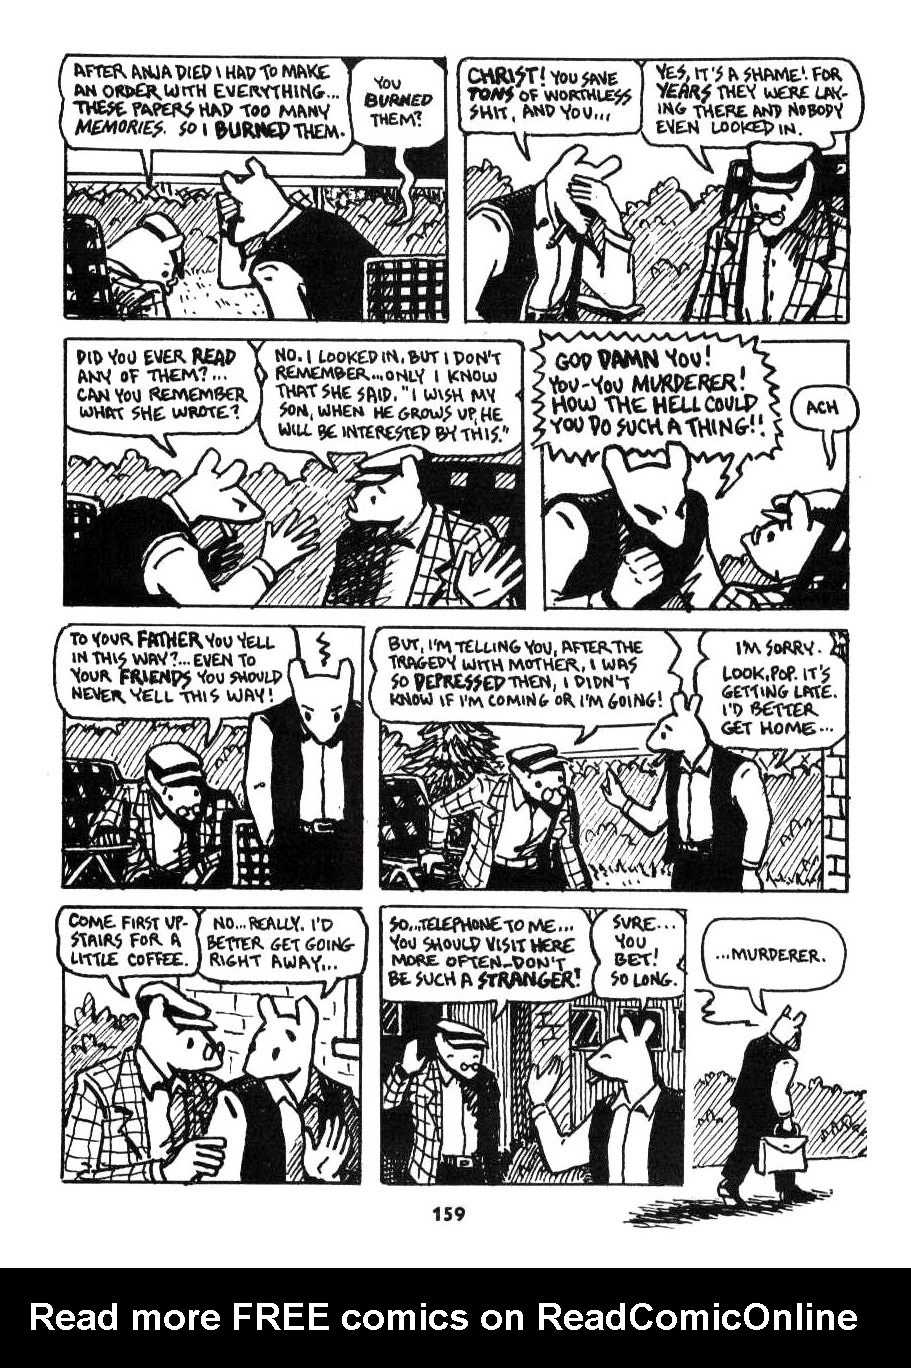 AFTER ANJA DIED I HAD TO MAKE
AN ORDER WITH EVERYTHING...
THESE PAPERS HAD TOO MANY
MEMORIES. SO I BURNED THEM.
YOU
BURNED
THEM?
CHRIST! YOU SAVE
TONS OF WORTHLESS
SHIT, AND YOU...
YES, IT'S A SHAME! FOR
YEARS THEY WERE LAY-
ING THERE AND NOBODY
EVEN LOOKED IN.
DID YOU EVER READ
ANY OF THEM?...
CAN YOU REMEMBER
WHAT SHE WROTE?
NO. I LOOKED IN, BUT I DON'T
REMEMBER... ONLY I KNOW
THAT SHE SAID, "I WISH MY
SON, WHEN HE GROWS UP, HE
WILL BE INTERESTED BY THIS."
GOD DAMN YOU!
YOU-YOU MURDERER!
HOW THE HELL COULD
YOU DO SUCH A THING!!
ACH
TO YOUR FATHER YOU YELL
IN THIS WAY?... EVEN TO
YOUR FRIENDS YOU SHOULD
NEVER YELL THIS WAY!
BUT, I'M TELLING YOU, AFTER THE
TRAGEDY WITH MOTHER, I WAS
SO DEPRESSED THEN, I DIDN'T
KNOW IF I'M COMING OR I'M GOING!
I'M SORRY.
LOOK, POP. IT'S
GETTING LATE.
I'D BETTER
GET HOME...
COME FIRST UP-
STAIRS FOR A
LITTLE COFFEE.
NO...REALLY. I'D
BETTER GET GOING
RIGHT AWAY...
SO...TELEPHONE TO ME...
YOU SHOULD VISIT HERE
MORE OFTEN...DON'T
BE SUCH A STRANGER!
SURE...
YOU
BET!
SO LONG.
...MURDERER.
159
Read more FREE comics on ReadComicOnline